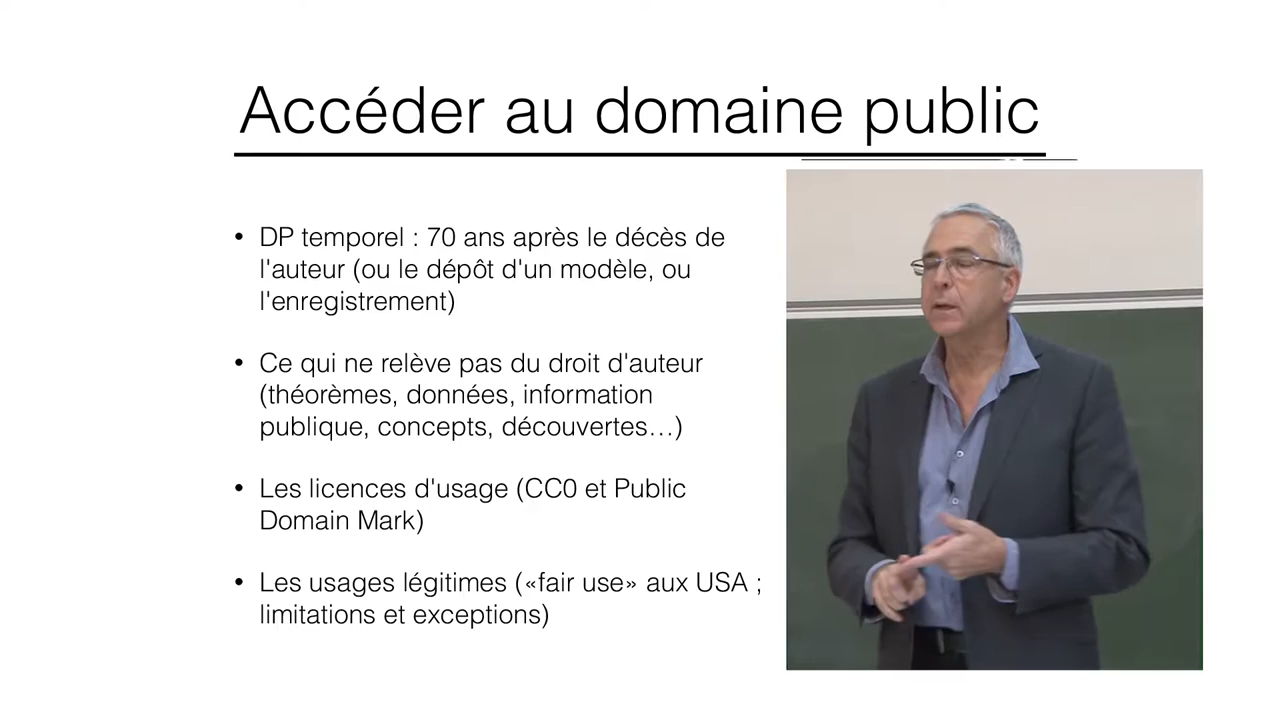 Accéder au domaine public
• DP temporel : 70 ans après le décès de
l'auteur (ou le dépôt d'un modèle, ou
l'enregistrement)
• Ce qui ne relève pas du droit d'auteur
(théorèmes, données, information
publique, concepts, découvertes…)
• Les licences d'usage (CC0 et Public
Domain Mark)
• Les usages légitimes («fair use» aux USA ;
limitations et exceptions)